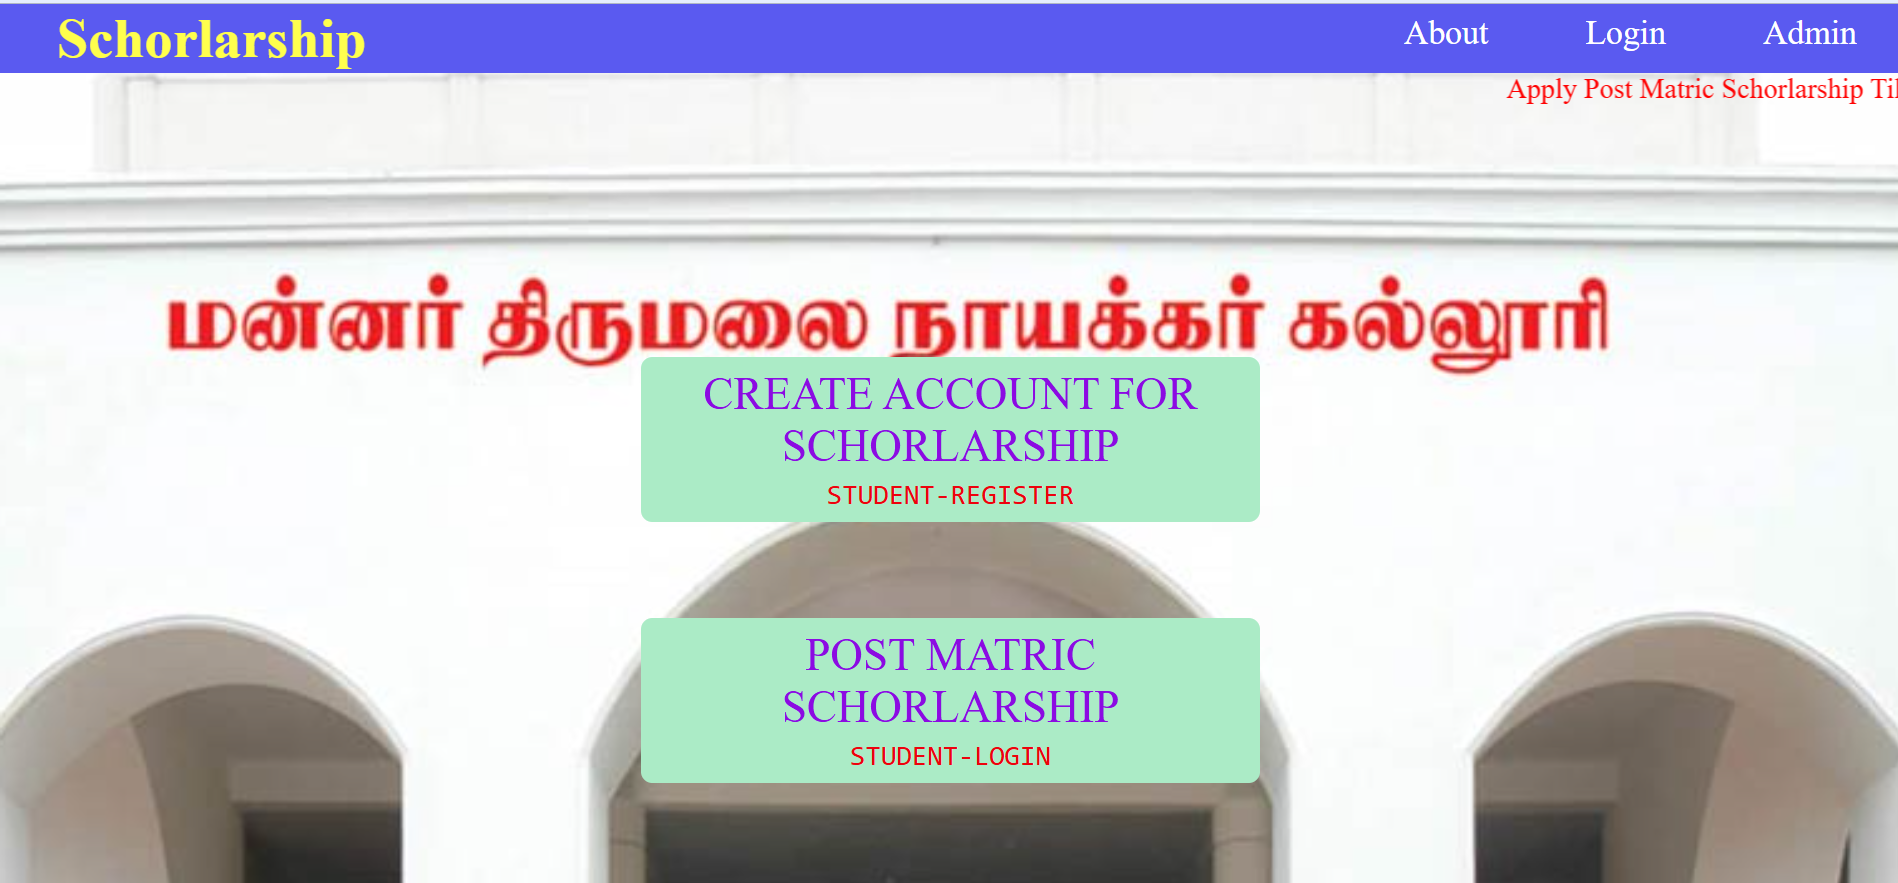 Schorlarship
About Login Admin
Apply Post Matric Schorlarship
மன்னர் திருமலை நாயக்கர் கல்லூரி
CREATE ACCOUNT FOR
SCHORLARSHIP
STUDENT-REGISTER
POST MATRIC
SCHORLARSHIP
STUDENT-LOGIN